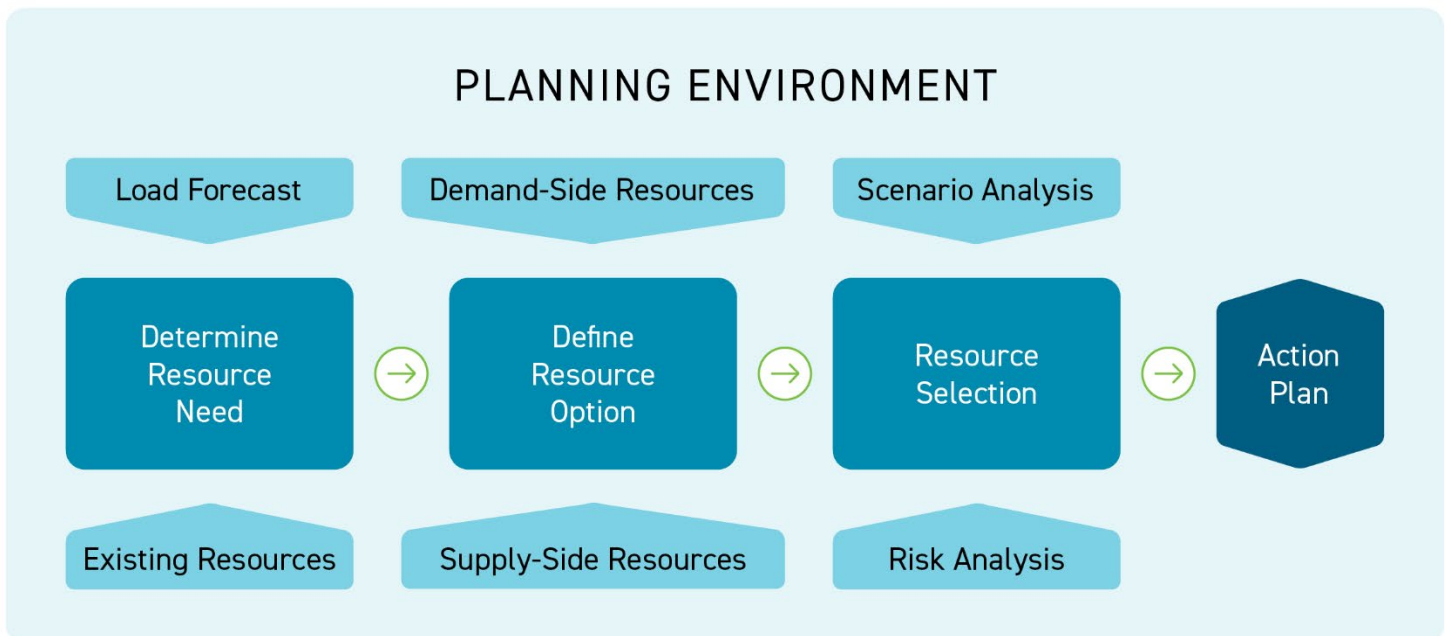 PLANNING ENVIRONMENT
Load Forecast
Demand-Side Resources
Scenario Analysis
Determine
Resource
Need
Define
Resource
Option
Resource
Selection
Action
Plan
Existing Resources
Supply-Side Resources
Risk Analysis